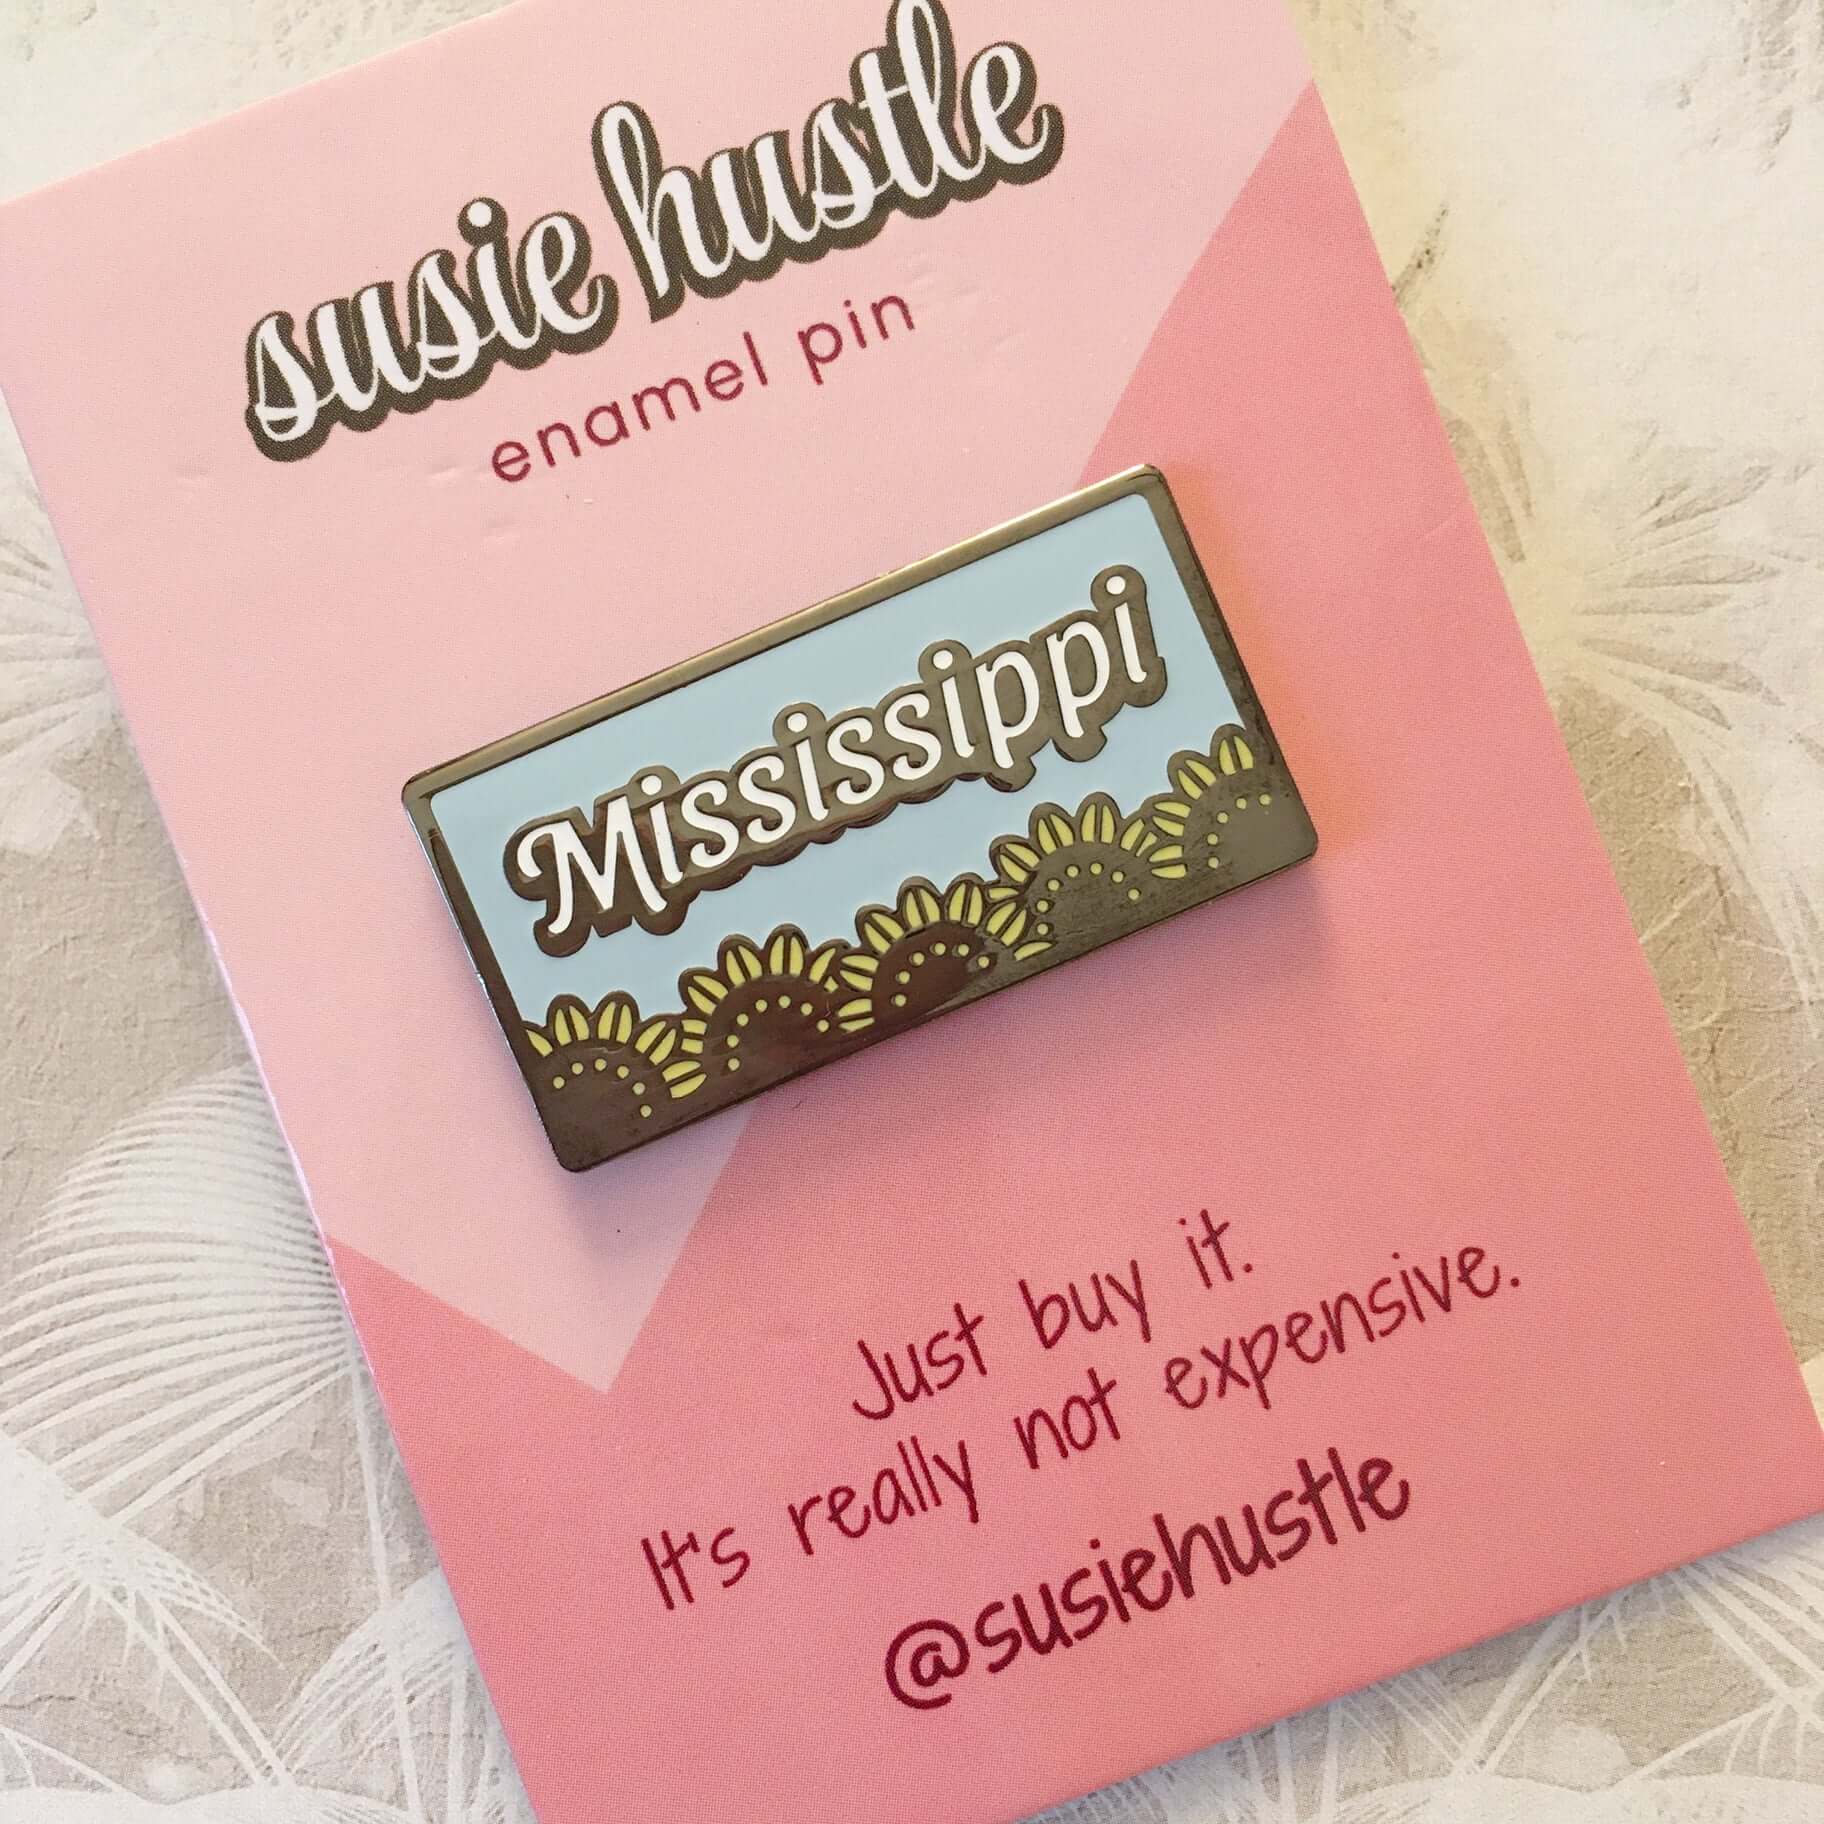 susie hustle
enamel pin
Mississippi
Just buy it.
It's really not expensive.
@susiehustle